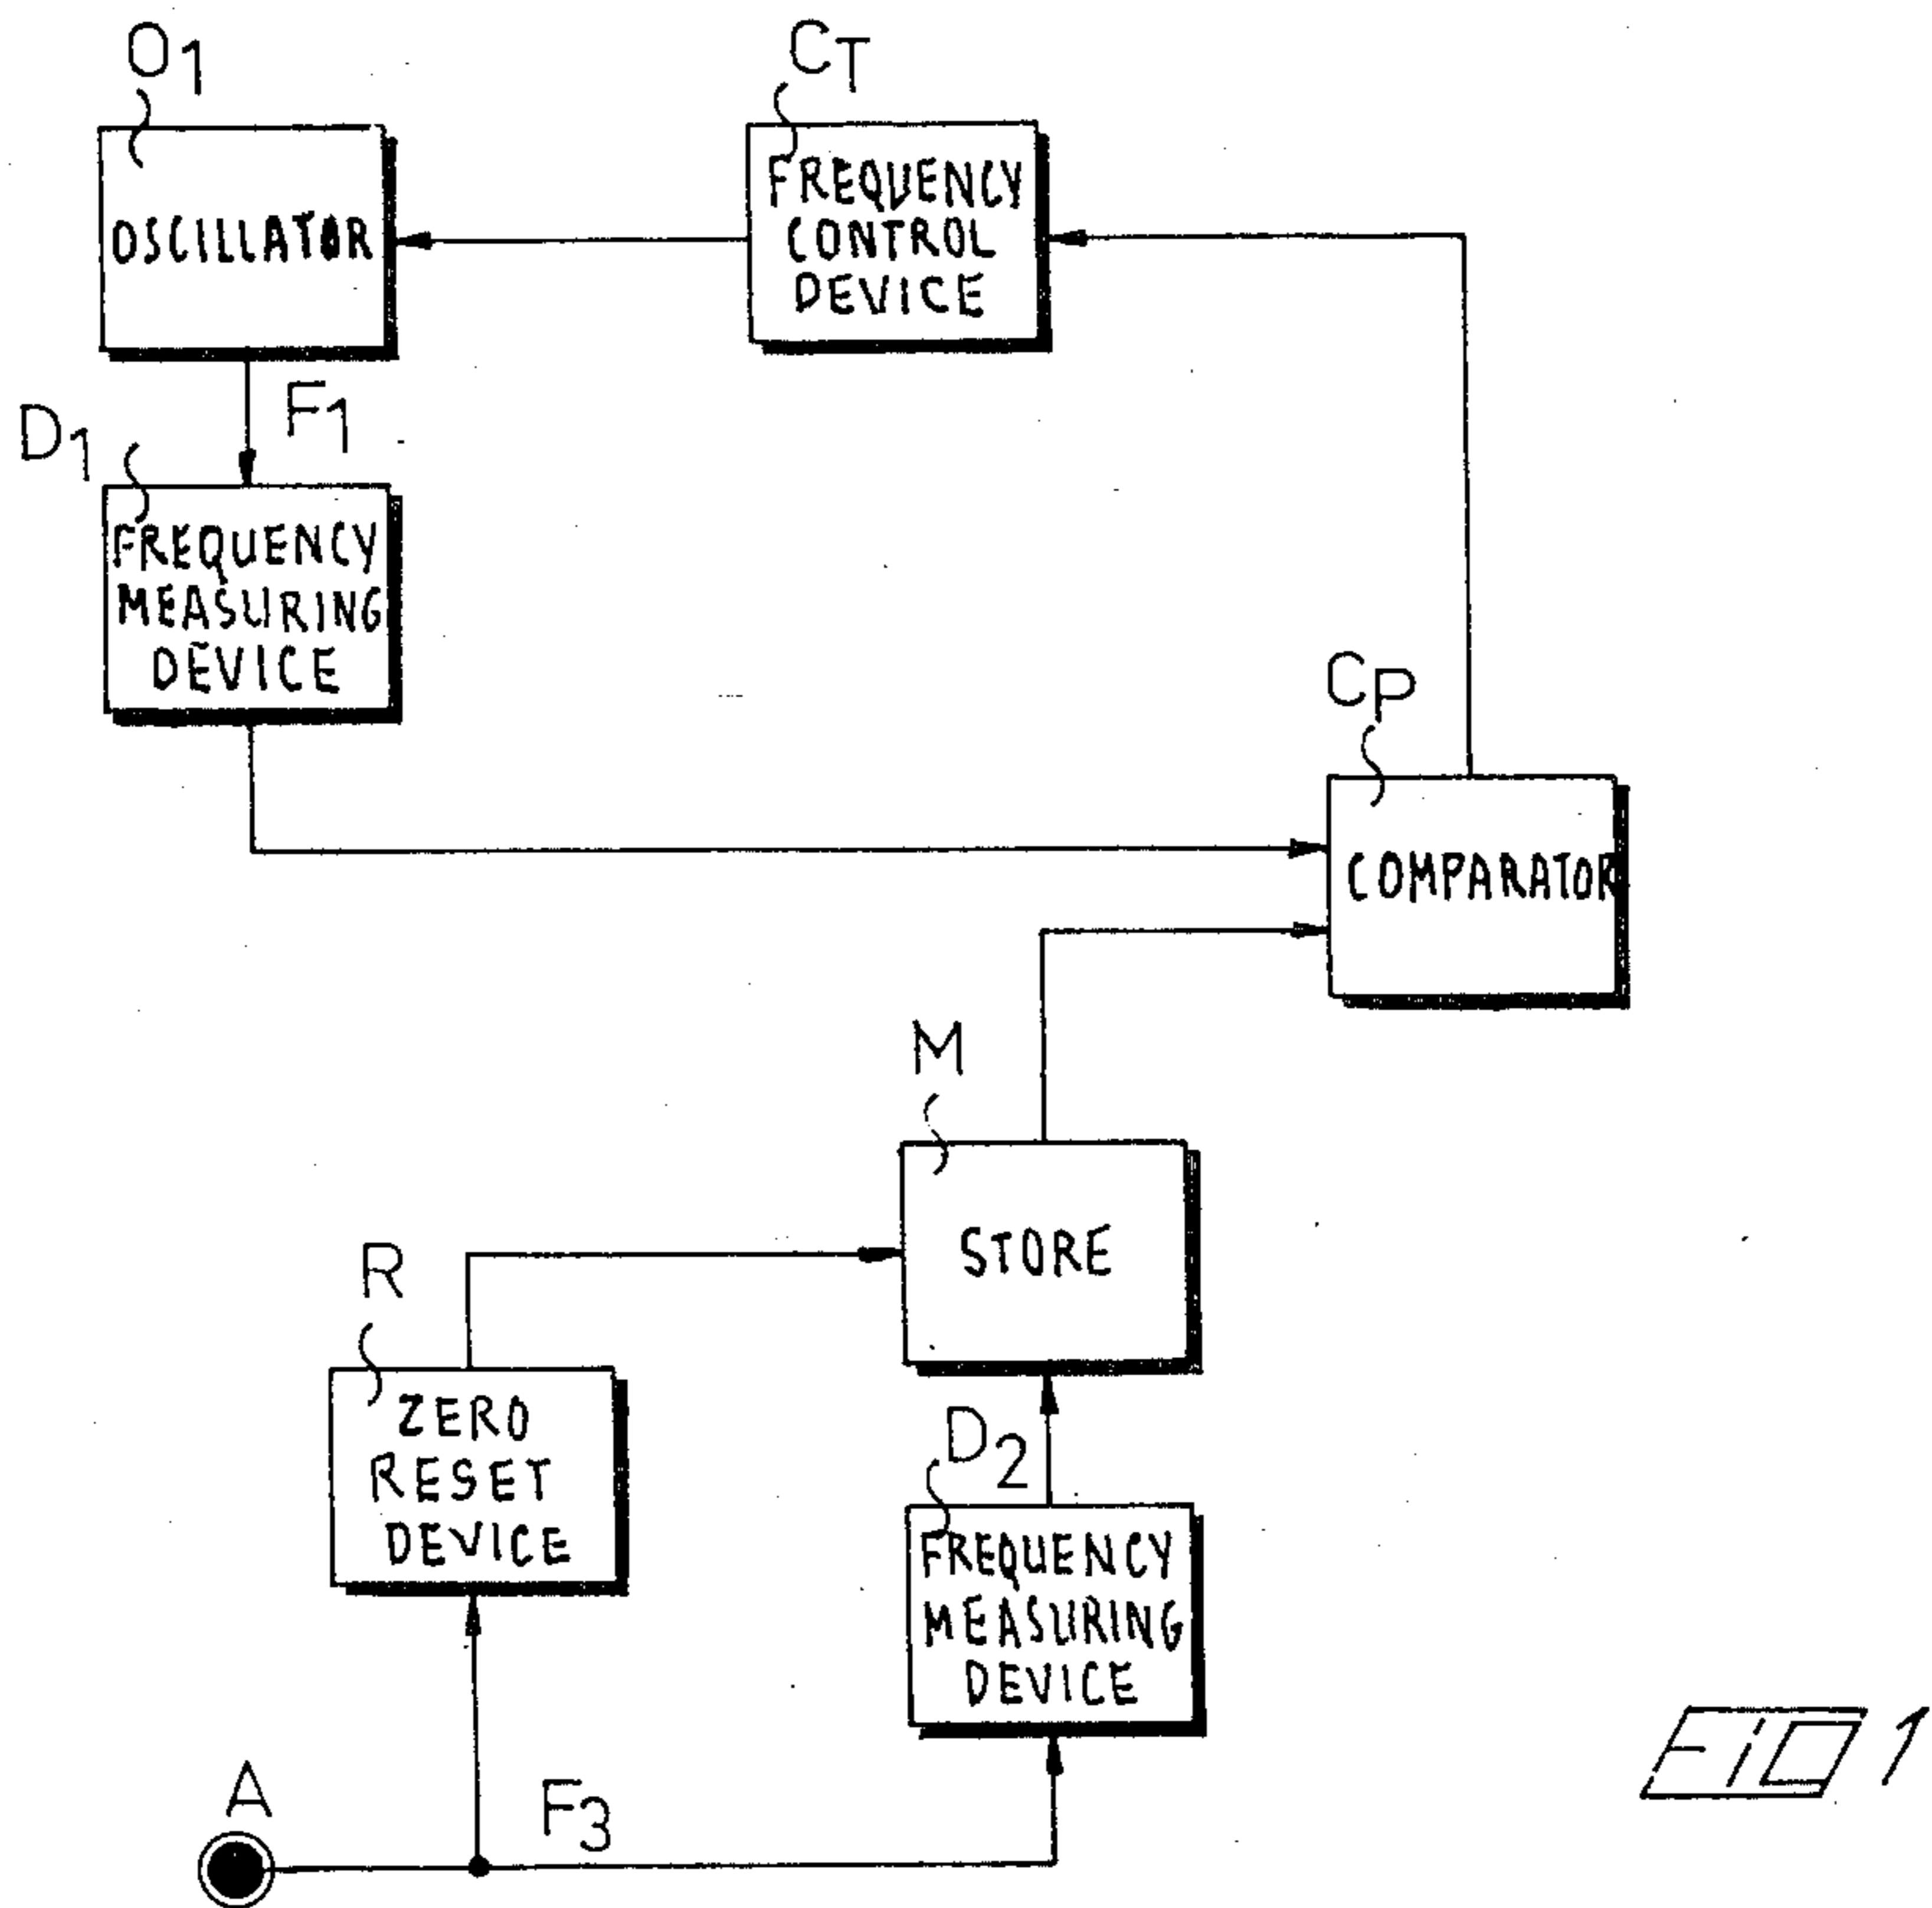 O1
CT
OSCILLATOR
FREQUENCY
CONTROL
DEVICE
F1
D1
FREQUENCY
MEASURING
DEVICE
CP
COMPARATOR
M
STORE
R
ZERO
RESET
DEVICE
D2
FREQUENCY
MEASURING
DEVICE
A
F3
FIG 1